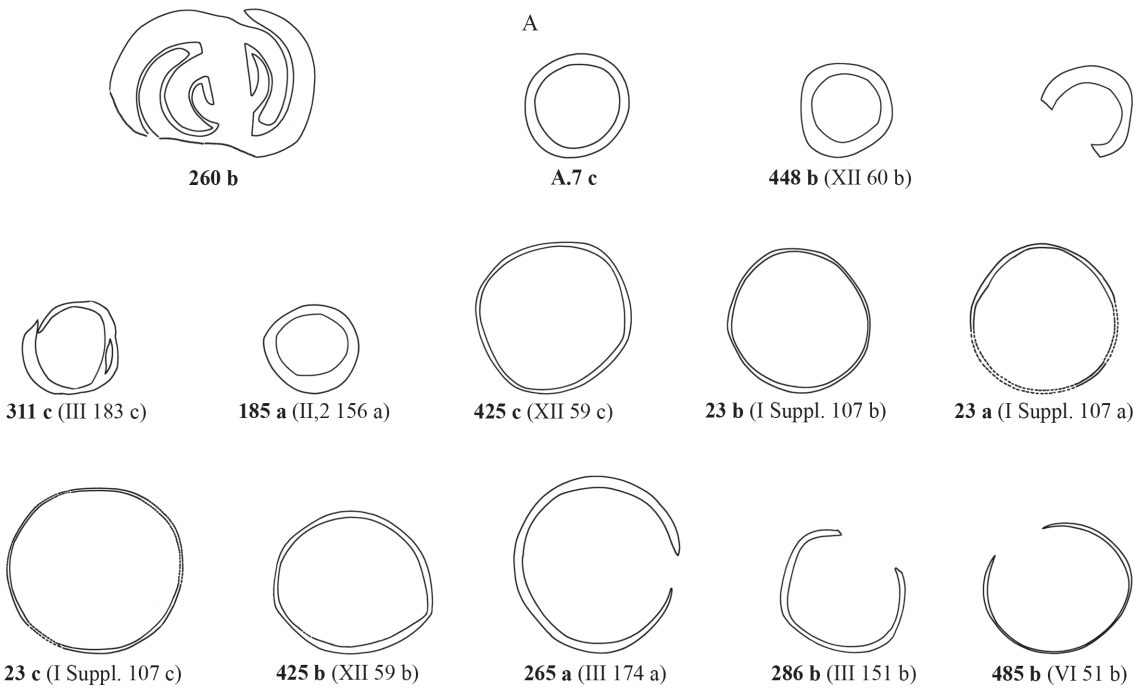 A
260 b
A.7 c
448 b (XII 60 b)
311 c (III 183 c)
185 a (II,2 156 a)
425 c (XII 59 c)
23 b (I Suppl. 107 b)
23 a (I Suppl. 107 a)
23 c (I Suppl. 107 c)
425 b (XII 59 b)
265 a (III 174 a)
286 b (III 151 b)
485 b (VI 51 b)